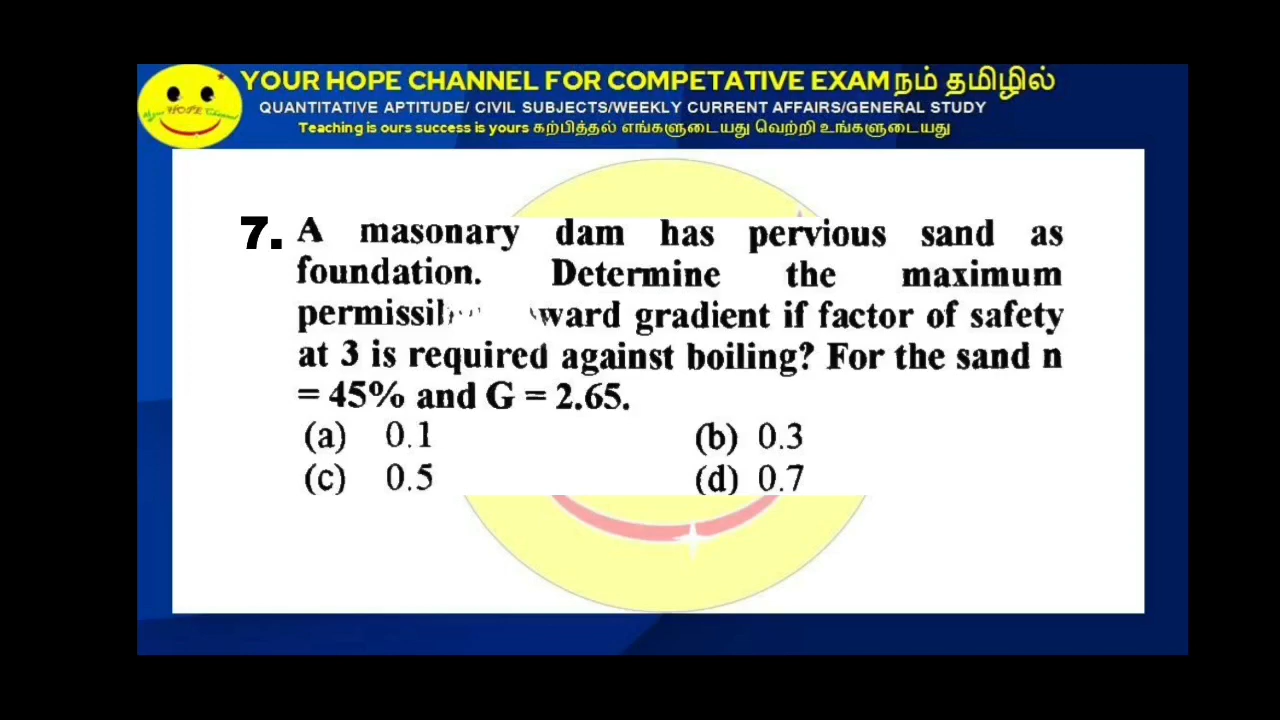 YOUR HOPE CHANNEL FOR COMPETATIVE EXAM நம் தமிழில்
QUANTITATIVE APTITUDE/ CIVIL SUBJECTS/WEEKLY CURRENT AFFAIRS/GENERAL STUDY
Teaching is ours success is yours கற்பித்தல் எங்களுடையது வெற்றி உங்களுடையது
HOPE Channel
7. A masonary dam has pervious sand as
foundation. Determine the maximum
gradient if factor of safety
at 3 is required against boiling? For the sand n
= 45% and G = 2.65.
(a) 0.1 (b) 0.3
(c) 0.5 (d) 0.7